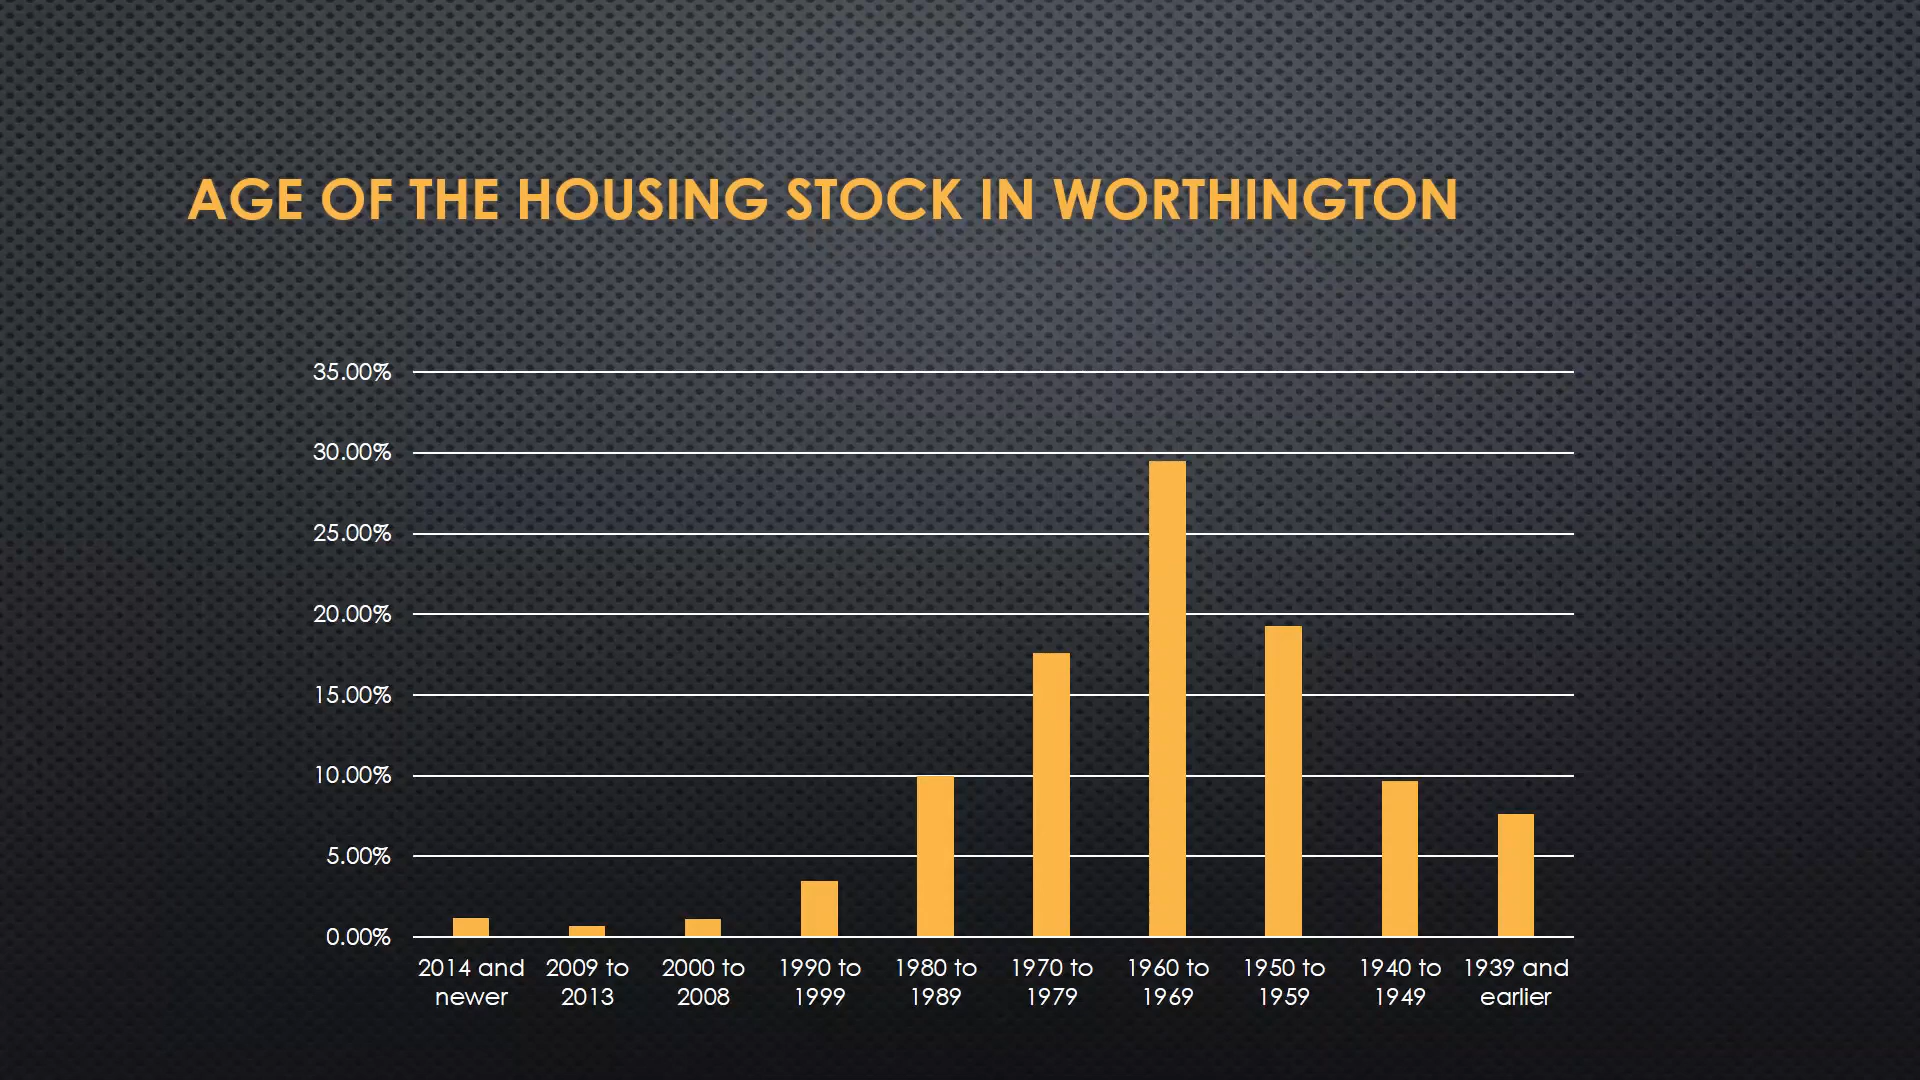 AGE OF THE HOUSING STOCK IN WORTHINGTON
35.00%
30.00%
25.00%
20.00%
15.00%
10.00%
5.00%
0.00%
2014 and newer
2009 to 2013
2000 to 2008
1990 to 1999
1980 to 1989
1970 to 1979
1960 to 1969
1950 to 1959
1940 to 1949
1939 and earlier